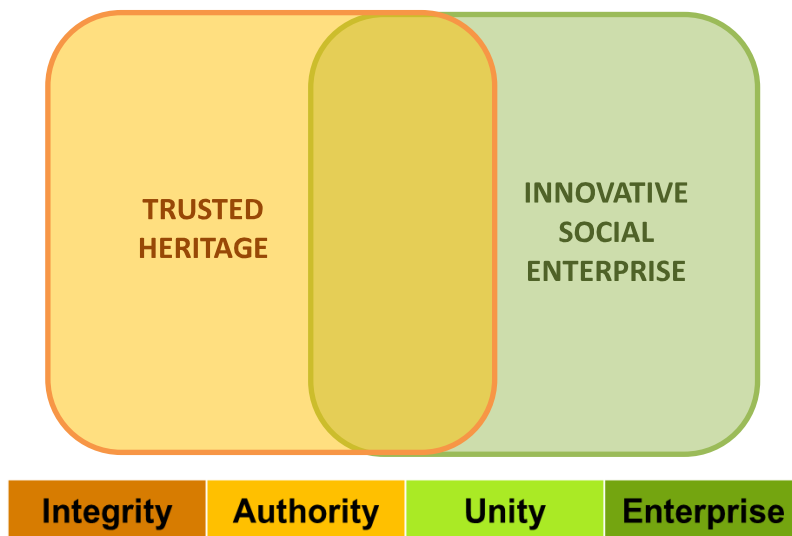 TRUSTED
HERITAGE
INNOVATIVE
SOCIAL
ENTERPRISE
Integrity Authority Unity Enterprise